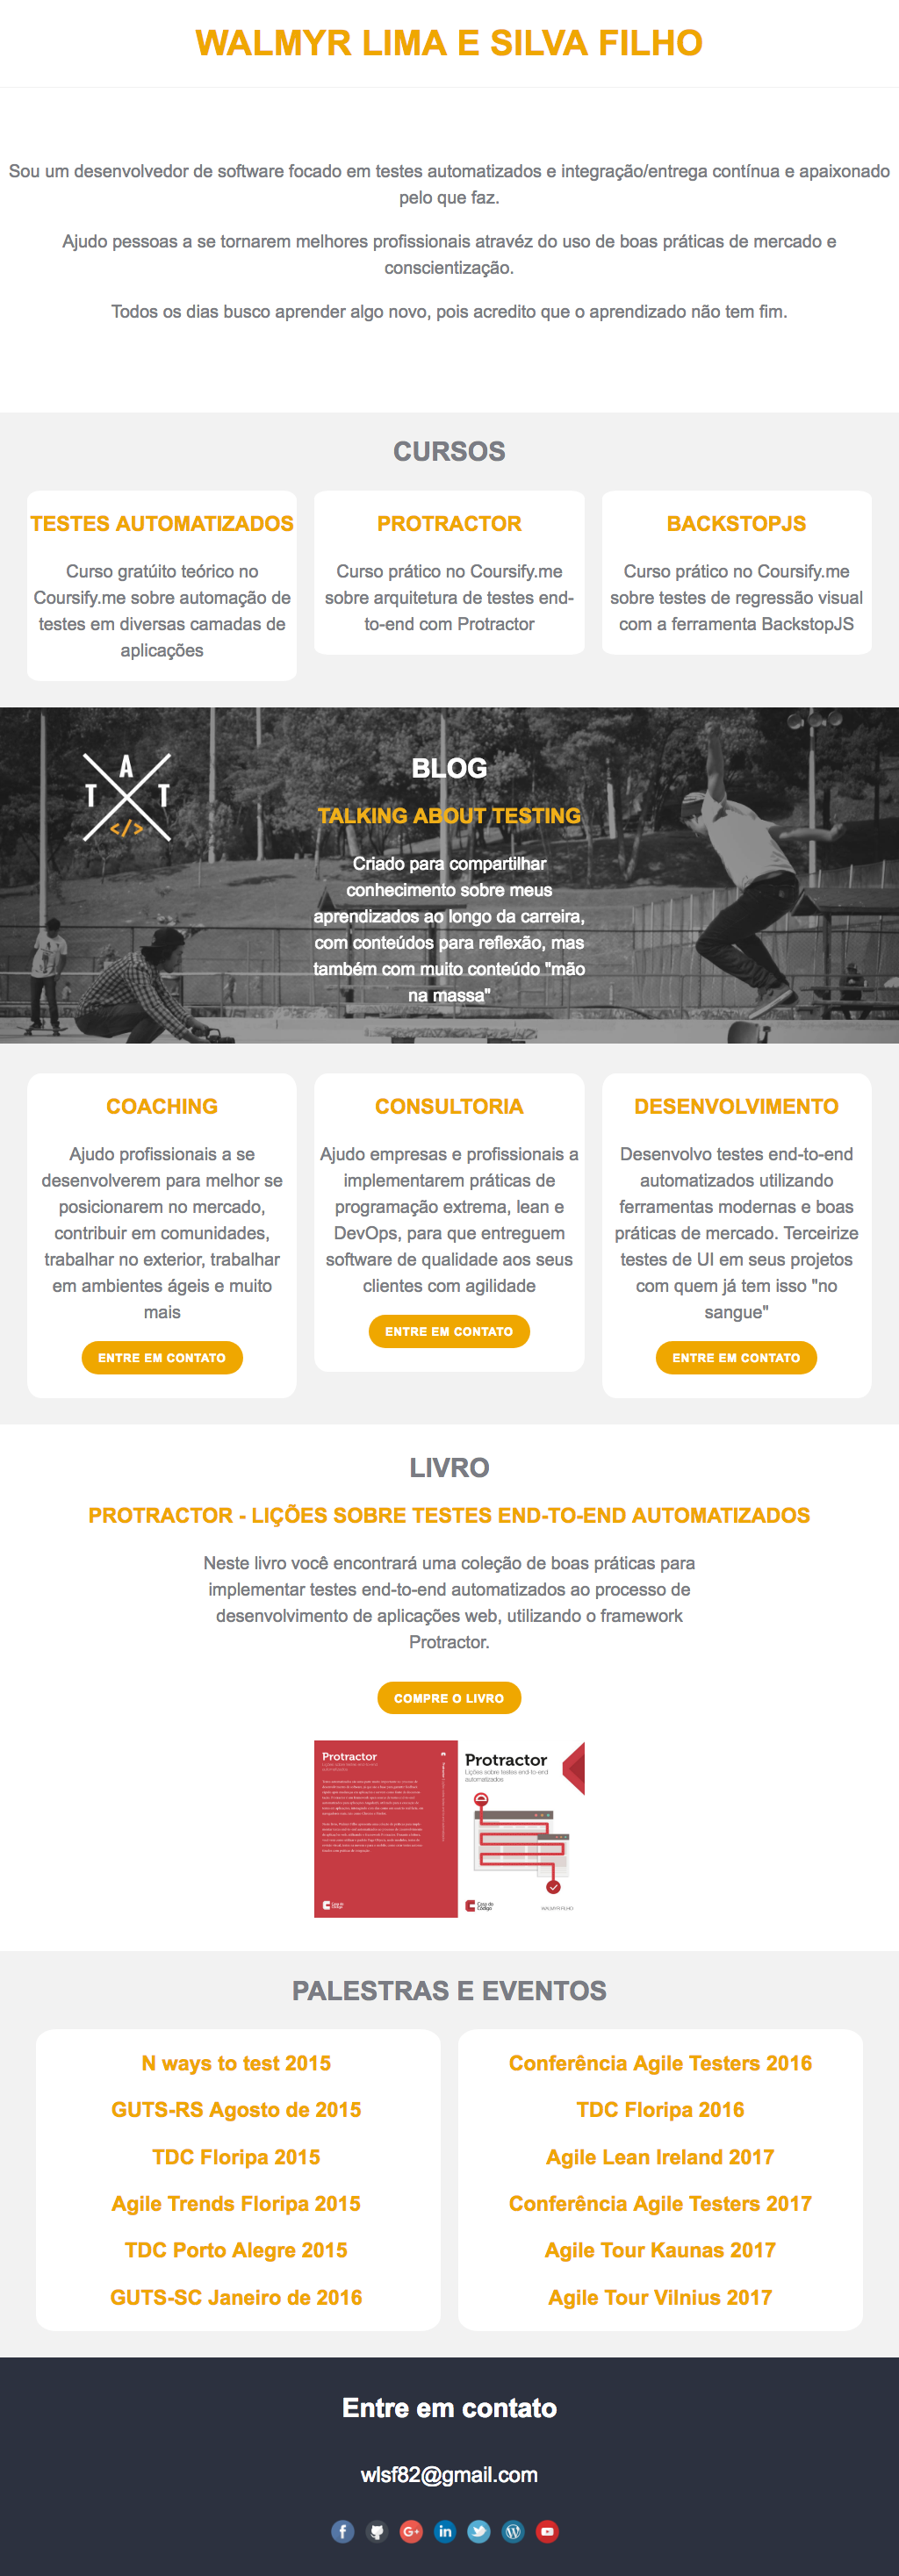 WALMYR LIMA E SILVA FILHO
Sou um desenvolvedor de software focado em testes automatizados e integração/entrega contínua e apaixonado
pelo que faz.
Ajudo pessoas a se tornarem melhores profissionais atravéz do uso de boas práticas de mercado e
conscientização.
Todos os dias busco aprender algo novo, pois acredito que o aprendizado não tem fim.
CURSOS
TESTES AUTOMATIZADOS
Curso gratúito teórico no
Coursify.me sobre automação de
testes em diversas camadas de
aplicações
PROTRACTOR
Curso prático no Coursify.me
sobre arquitetura de testes end-
to-end com Protractor
BACKSTOPJS
Curso prático no Coursify.me
sobre testes de regressão visual
com a ferramenta BackstopJS
A
T T
</>
BLOG
TALKING ABOUT TESTING
Criado para compartilhar
conhecimento sobre meus
aprendizados ao longo da carreira,
com conteúdos para reflexão, mas
também com muito conteúdo "mão
na massa"
COACHING
Ajudo profissionais a se
desenvolverem para melhor se
posicionarem no mercado,
contribuir em comunidades,
trabalhar no exterior, trabalhar
em ambientes ágeis e muito
mais
ENTRE EM CONTATO
CONSULTORIA
Ajudo empresas e profissionais a
implementarem práticas de
programação extrema, lean e
DevOps, para que entreguem
software de qualidade aos seus
clientes com agilidade
ENTRE EM CONTATO
DESENVOLVIMENTO
Desenvolvo testes end-to-end
automatizados utilizando
ferramentas modernas e boas
práticas de mercado. Terceirize
testes de UI em seus projetos
com quem já tem isso "no
sangue"
ENTRE EM CONTATO
LIVRO
PROTRACTOR - LIÇÕES SOBRE TESTES END-TO-END AUTOMATIZADOS
Neste livro você encontrará uma coleção de boas práticas para
implementar testes end-to-end automatizados ao processo de
desenvolvimento de aplicações web, utilizando o framework
Protractor.
COMPRE O LIVRO
Protractor
Lições sobre testes end-to-end
automatizados
Casa do
Código
Protractor
Lições sobre testes end-to-end
automatizados
Casa do
Código
WALMYR FILHO
PALESTRAS E EVENTOS
N ways to test 2015
GUTS-RS Agosto de 2015
TDC Floripa 2015
Agile Trends Floripa 2015
TDC Porto Alegre 2015
GUTS-SC Janeiro de 2016
Conferência Agile Testers 2016
TDC Floripa 2016
Agile Lean Ireland 2017
Conferência Agile Testers 2017
Agile Tour Kaunas 2017
Agile Tour Vilnius 2017
Entre em contato
wlsf82@gmail.com